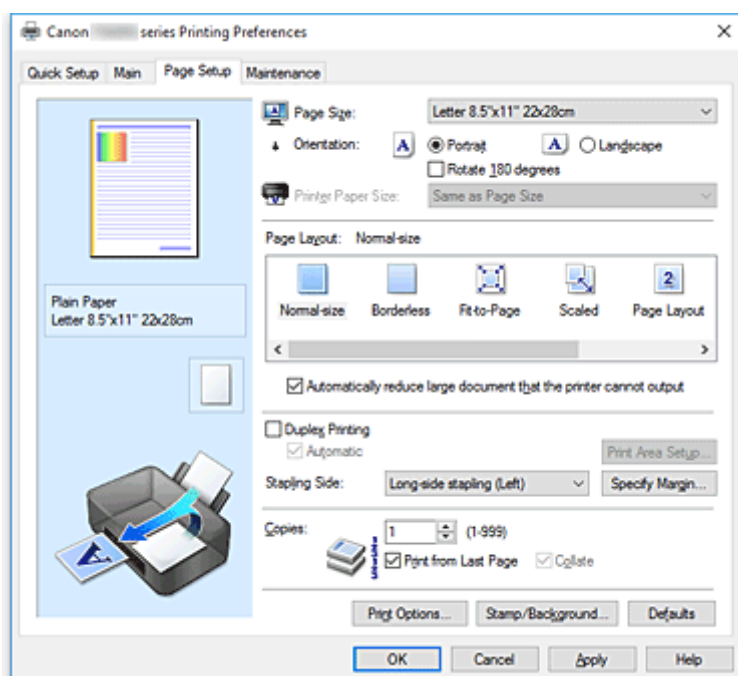 Canon series Printing Preferences
Quick Setup Main Page Setup Maintenance
Page Size: Letter 8.5"x11" 22x28cm
Orientation: A Portrait A Landscape
Rotate 180 degrees
Printer Paper Size: Same as Page Size
Page Layout: Normal-size
2
Normal-size Borderless Fit-to-Page Scaled Page Layout
Plain Paper
Letter 8.5"x11" 22x28cm
Automatically reduce large document that the printer cannot output
Duplex Printing
Automatic
Print Area Setup...
Stapling Side: Long-side stapling (Left) Specify Margin...
Copies: 1 (1-999)
Print from Last Page Collate
A
Print Options... Stamp/Background... Defaults
OK Cancel Apply Help